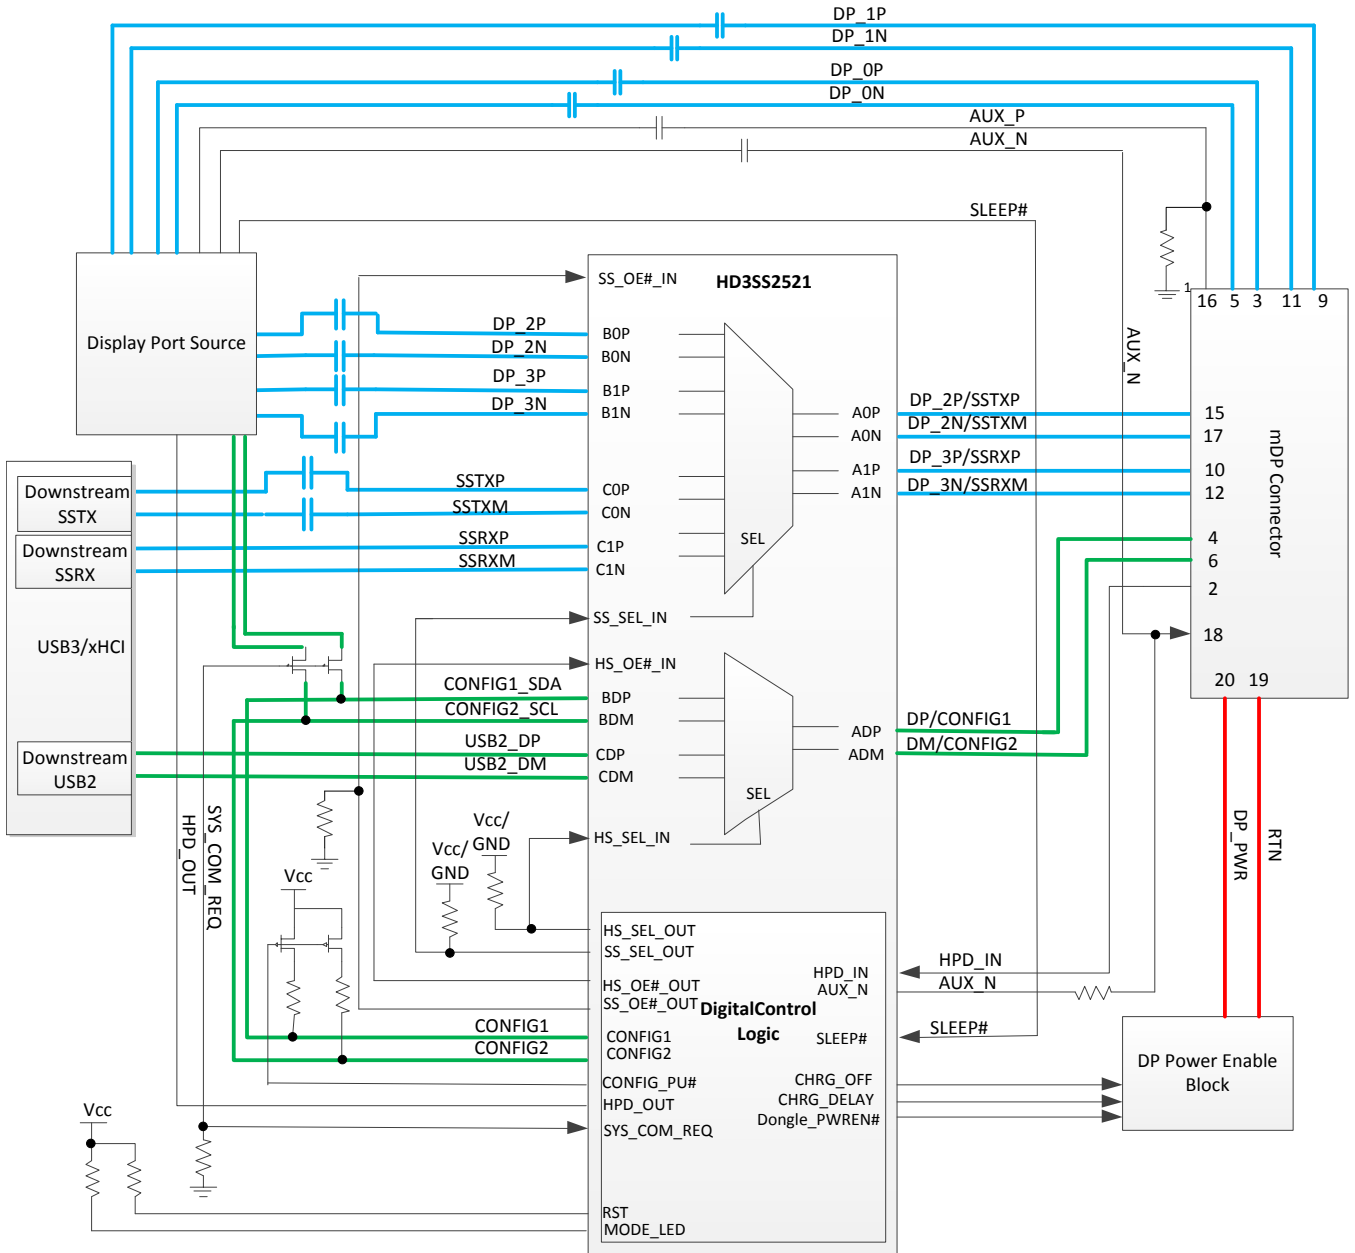 DP_1P
DP_1N
DP_0P
DP_0N
AUX_P
AUX_N
SLEEP#
Display Port Source
SS_OE#_IN
HD3SS2521
1
16 5 3 11 9
AUX_N
DP_2P
DP_2N
DP_3P
DP_3N
B0P
B0N
B1P
B1N
A0P
A0N
A1P
A1N
DP_2P/SSTXP
DP_2N/SSTXM
DP_3P/SSRXP
DP_3N/SSRXM
15
17
10
12
4
6
2
18
20 19
mDP Connector
Downstream
SSTX
Downstream
SSRX
USB3/xHCI
Downstream
USB2
SSTXP
SSTXM
SSRXP
SSRXM
C0P
C0N
C1P
C1N
SEL
SS_SEL_IN
HS_OE#_IN
CONFIG1_SDA
CONFIG2_SCL
USB2_DP
USB2_DM
BDP
BDM
CDP
CDM
ADP
ADM
DP/CONFIG1
DM/CONFIG2
SEL
HS_SEL_IN
SYS_COM_REQ
HPD_OUT
Vcc/
GND
Vcc/
GND
Vcc
DP_PWR
RTN
HS_SEL_OUT
SS_SEL_OUT
HS_OE#_OUT
SS_OE#_OUT
DigitalControl
Logic
HPD_IN
AUX_N
SLEEP#
HPD_IN
AUX_N
SLEEP#
CONFIG1
CONFIG2
CONFIG1
CONFIG2
CONFIG_PU#
HPD_OUT
SYS_COM_REQ
CHRG_OFF
CHRG_DELAY
Dongle_PWREN#
DP Power Enable
Block
Vcc
RST
MODE_LED